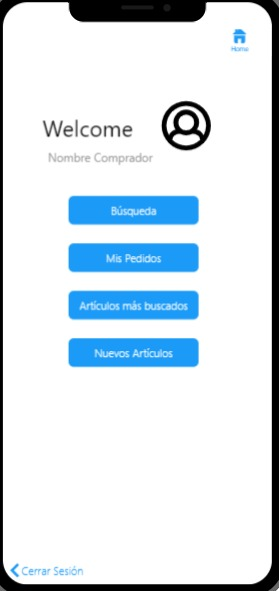 Home
Welcome
Nombre Comprador
Búsqueda
Mis Pedidos
Artículos más buscados
Nuevos Artículos
Cerrar Sesión